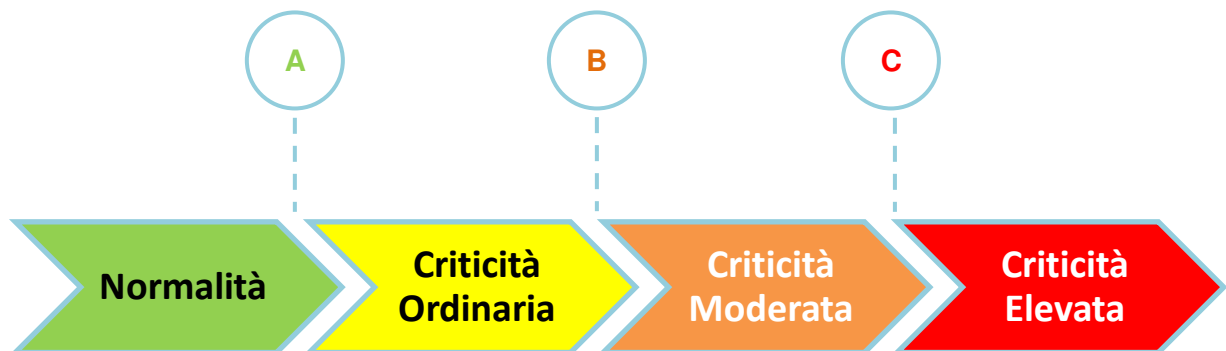 A
B
C
Normalità
Criticità
Ordinaria
Criticità
Moderata
Criticità
Elevata